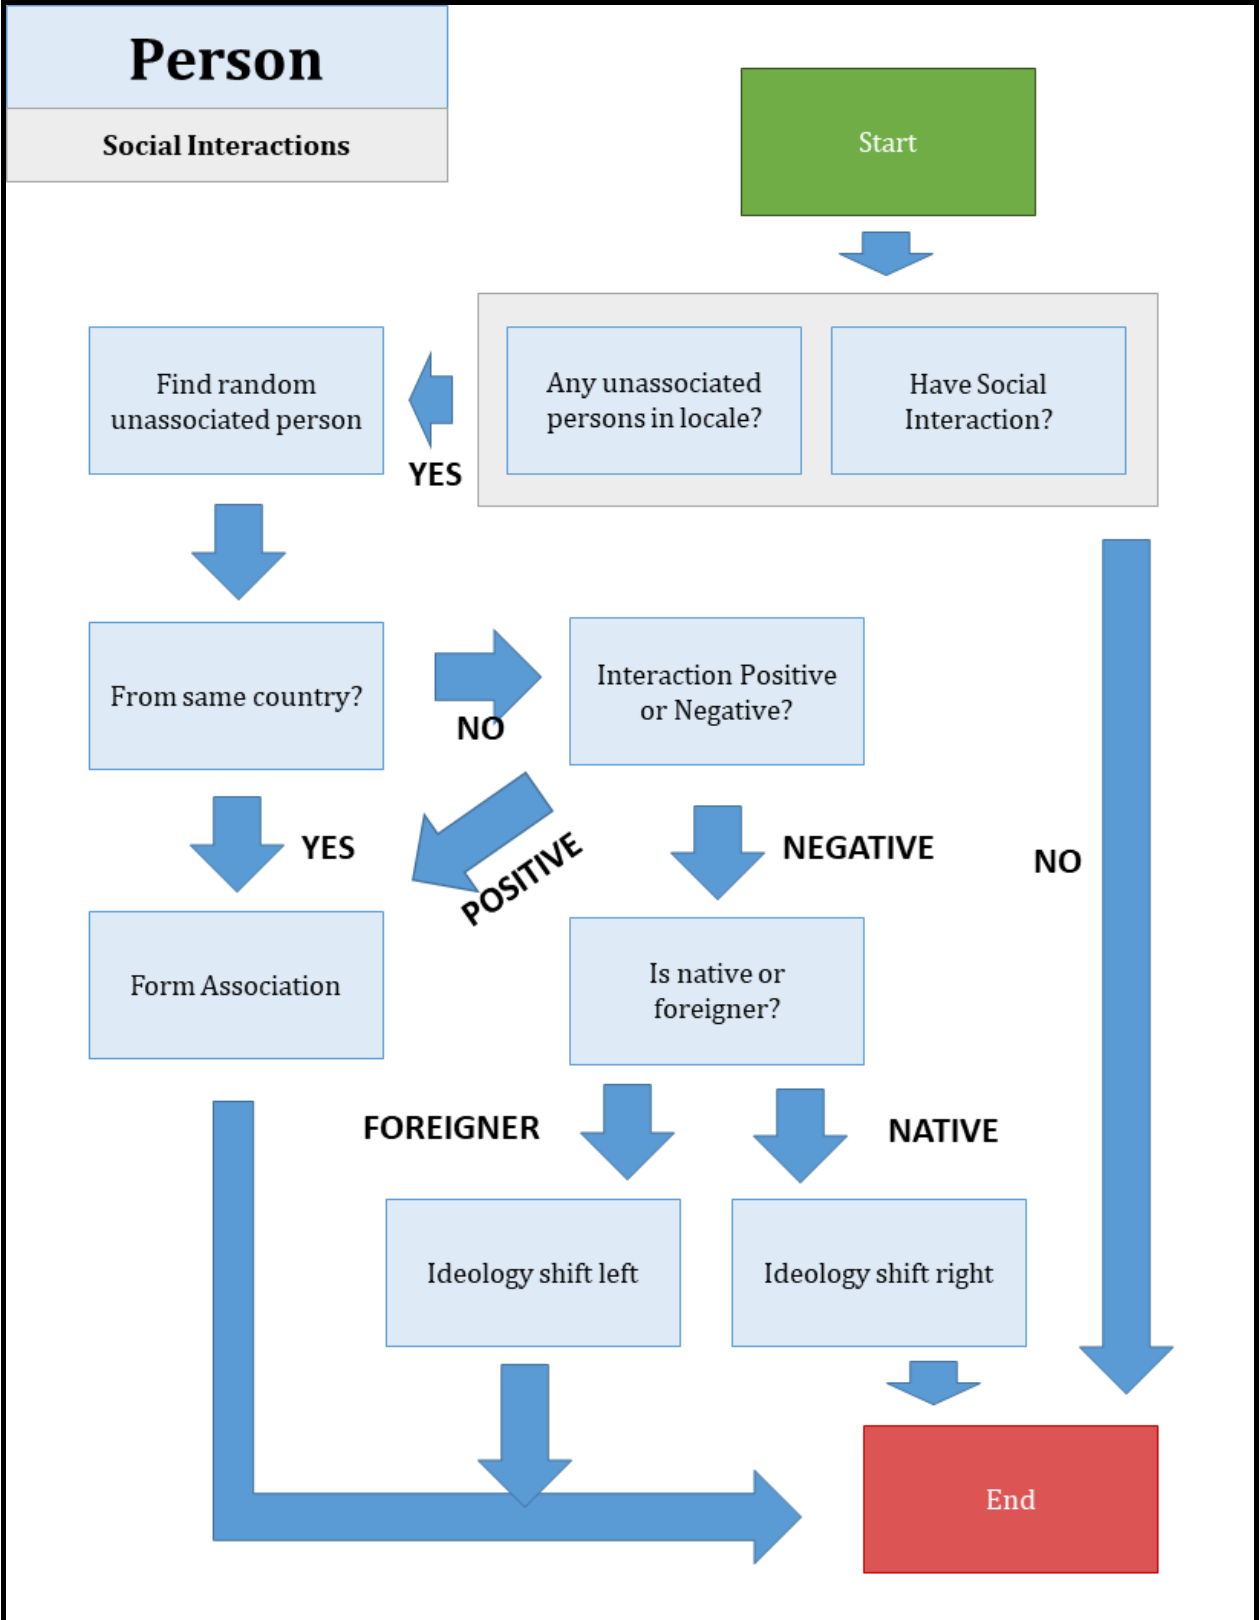 Person
Social Interactions
Start
Find random
unassociated person
YES
Any unassociated
persons in locale?
Have Social
Interaction?
From same country?
NO
Interaction Positive
or Negative?
YES
POSITIVE
NEGATIVE
NO
Form Association
Is native or
foreigner?
FOREIGNER
NATIVE
Ideology shift left
Ideology shift right
End